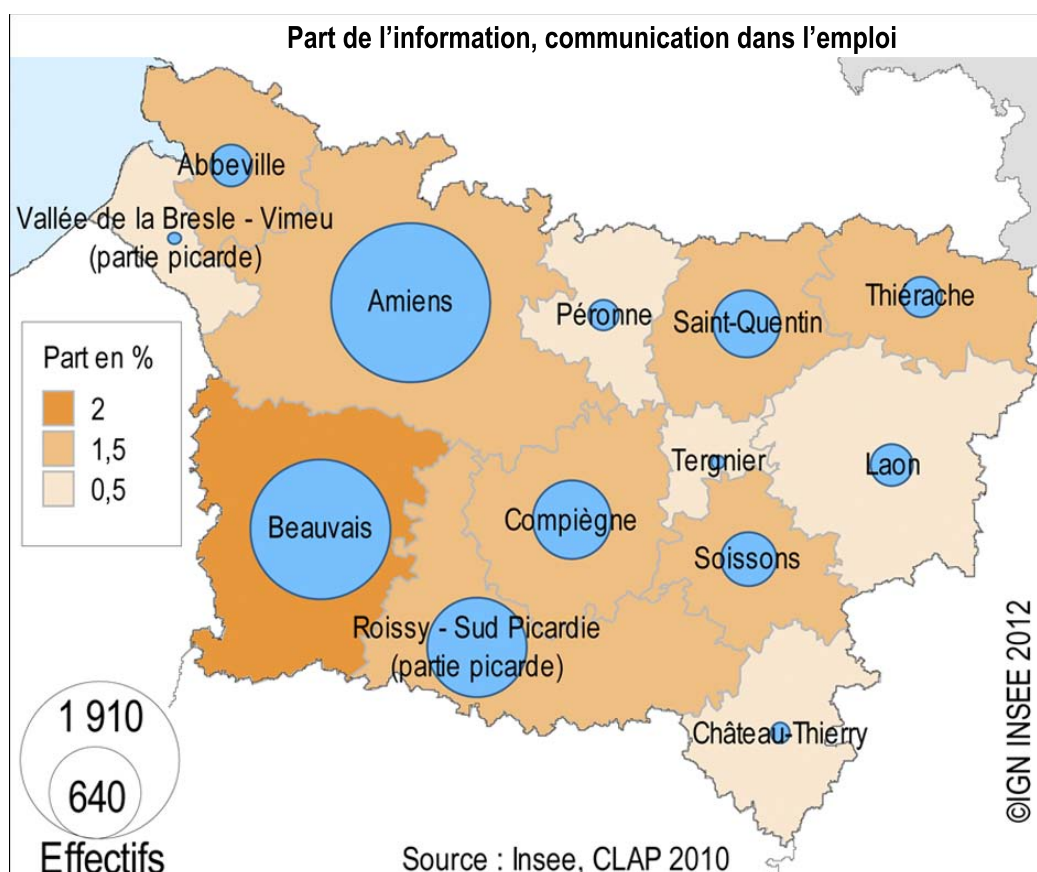 Part de l’information, communication dans l’emploi
Abbeville
Vallée de la Bresle - Vimeu
(partie picarde)
Amiens
Péronne
Saint-Quentin
Thiérache
Part en %
2
1,5
0,5
Tergnier
Laon
Beauvais
Compiègne
Soissons
Roissy - Sud Picardie
(partie picarde)
Château-Thierry
1 910
640
Effectifs
Source : Insee, CLAP 2010
©IGN INSEE 2012